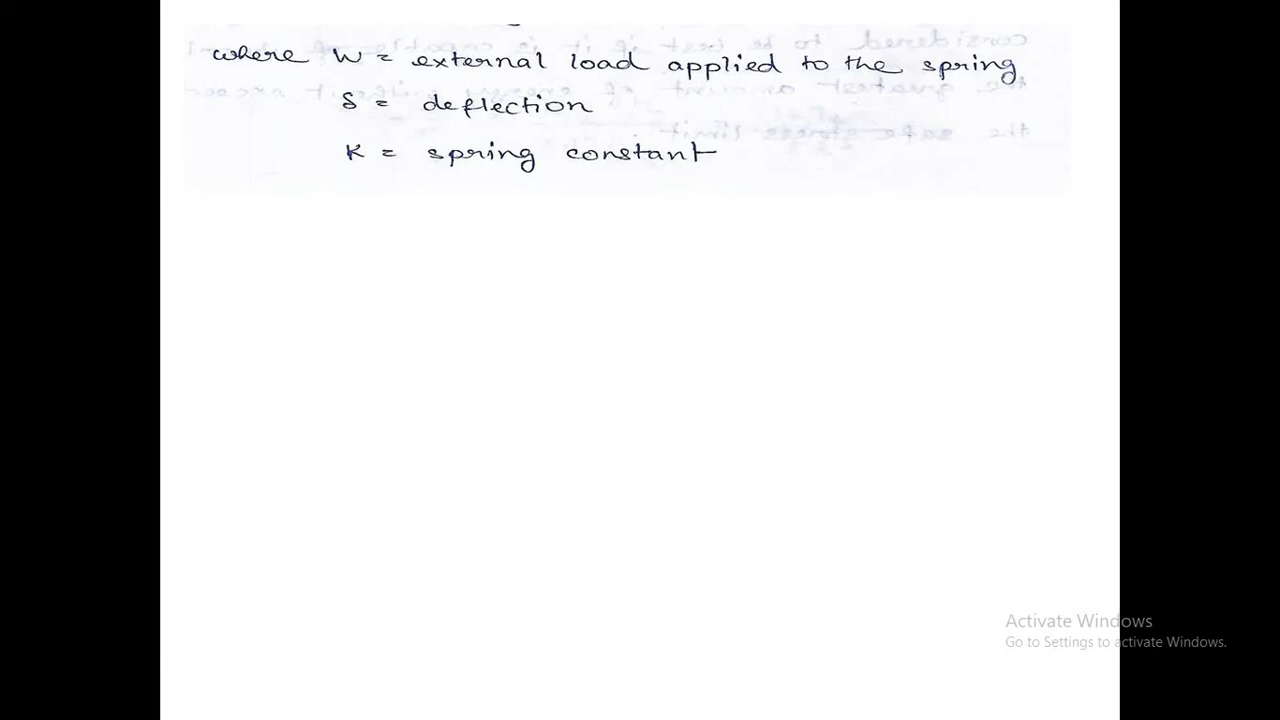 where W = external load applied to the spring
δ = deflection
K = spring constant
Activate Windows
Go to Settings to activate Windows.